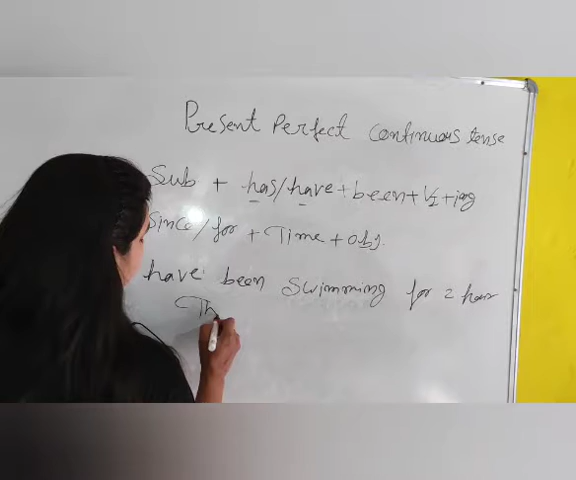 Present Perfect Continuous tense
Sub + has/have + been + V1 + ing
Since/for + Time + obj.
have been Swimming for 2 hour
Th